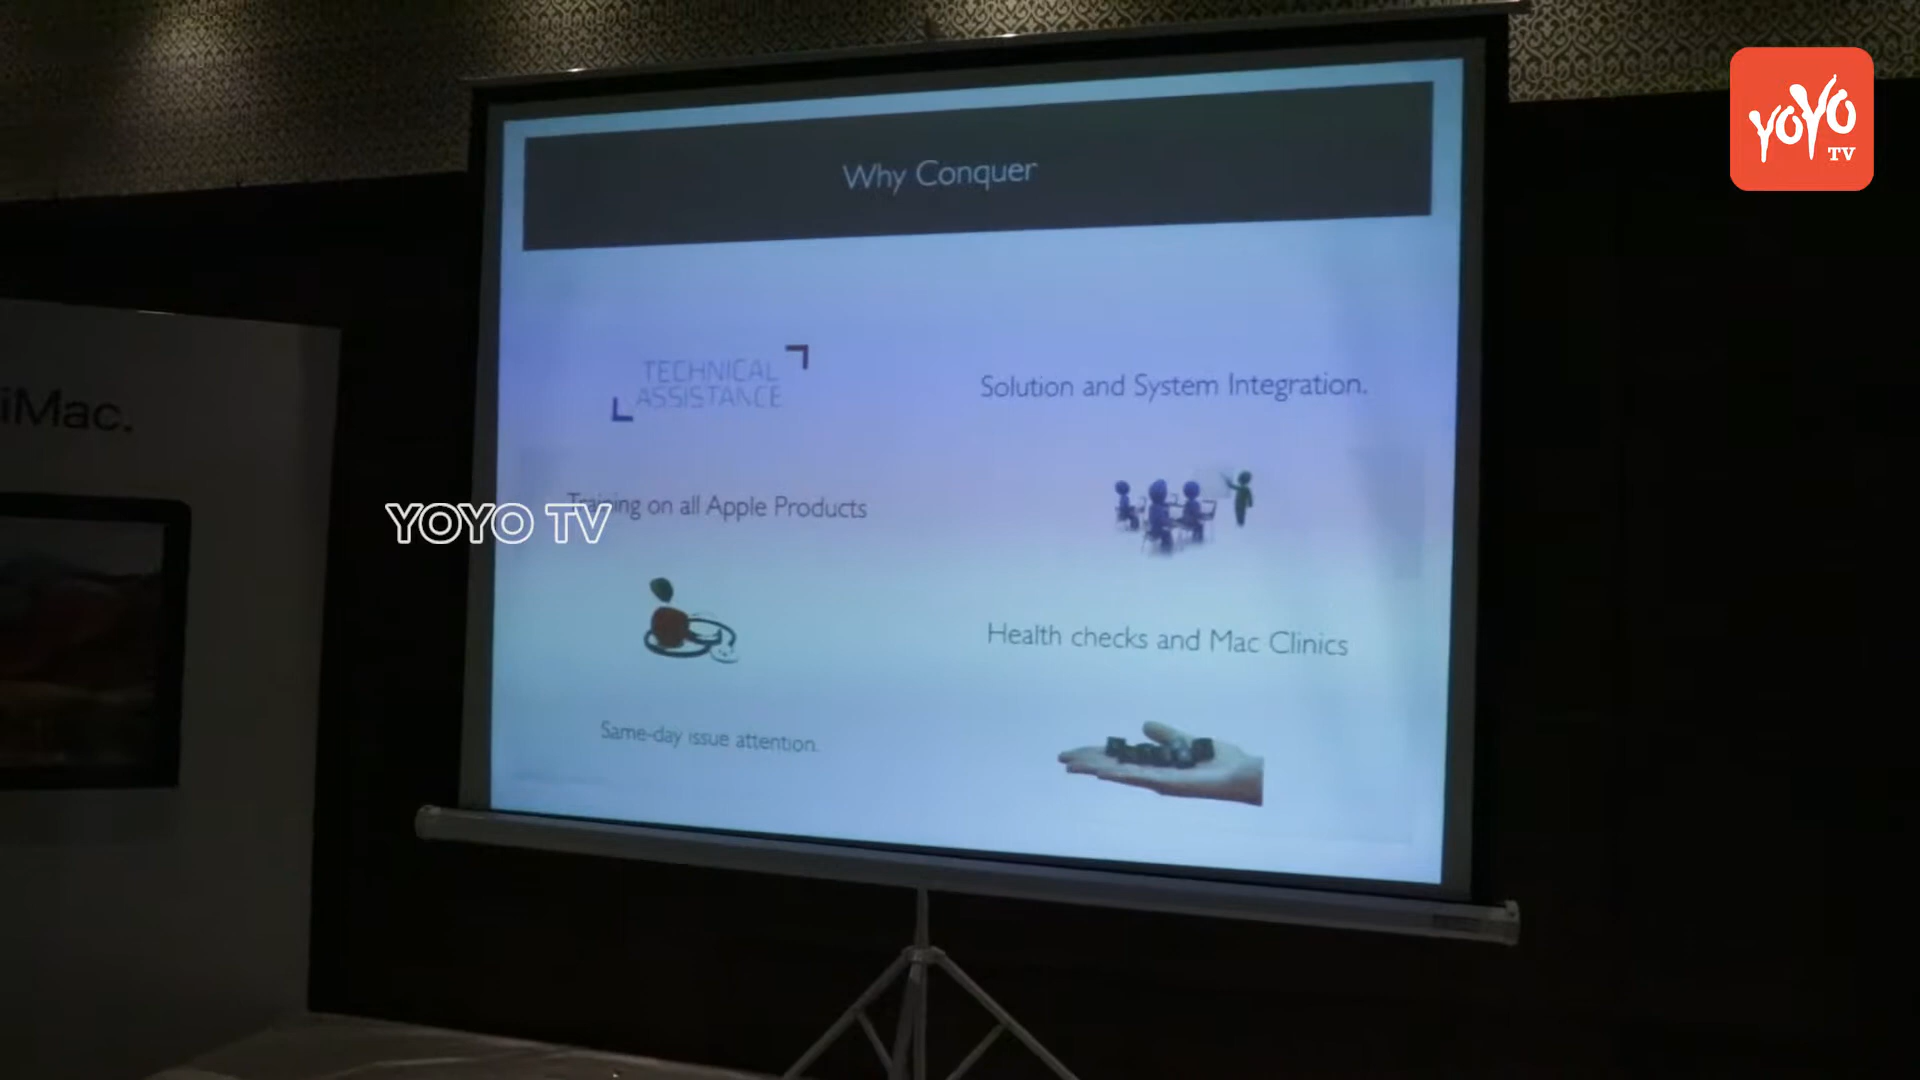 YOYO
TV
Why Conquer
iMac.
TECHNICAL
ASSISTANCE
Solution and System Integration.
Training on all Apple Products
YOYO TV
Health checks and Mac Clinics
Same-day issue attention.